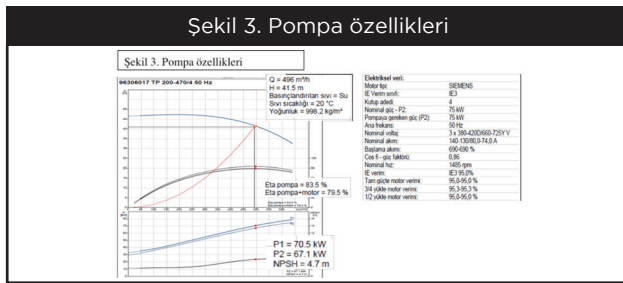 Şekil 3. Pompa özellikleri
Şekil 3. Pompa özellikleri
96306017 TP 200-470/4 50 Hz
Q = 496 m³/h
H = 41.5 m
Basınçlandırılan sıvı = Su
Sıvı sıcaklığı = 20 °C
Yoğunluk = 998.2 kg/m³
Eta pompa = 83.5 %
Eta pompa+motor = 79.5 %
P1 = 70.5 kW
P2 = 67.1 kW
NPSH = 4.7 m
Elektriksel veri:
Motor tipi: SIEMENS
IE Verim sınıfı: IE3
Kutup adedi: 4
Nominal güç - P2: 75 kW
Pompaya gereken güç (P2): 75 kW
Ana frekans: 50 Hz
Nominal voltaj: 3 x 380-420D/660-725Y V
Nominal akım: 140-130/80,0-74,0 A
Başlama akımı: 690-690 %
Cos fi - güç faktörü: 0,86
Nominal hız: 1485 rpm
IE verim: IE3 95,0%
Tam güçte motor verimi: 95,0-95,0 %
3/4 yükte motor verimi: 95,3-95,3 %
1/2 yükte motor verimi: 95,0-95,0 %